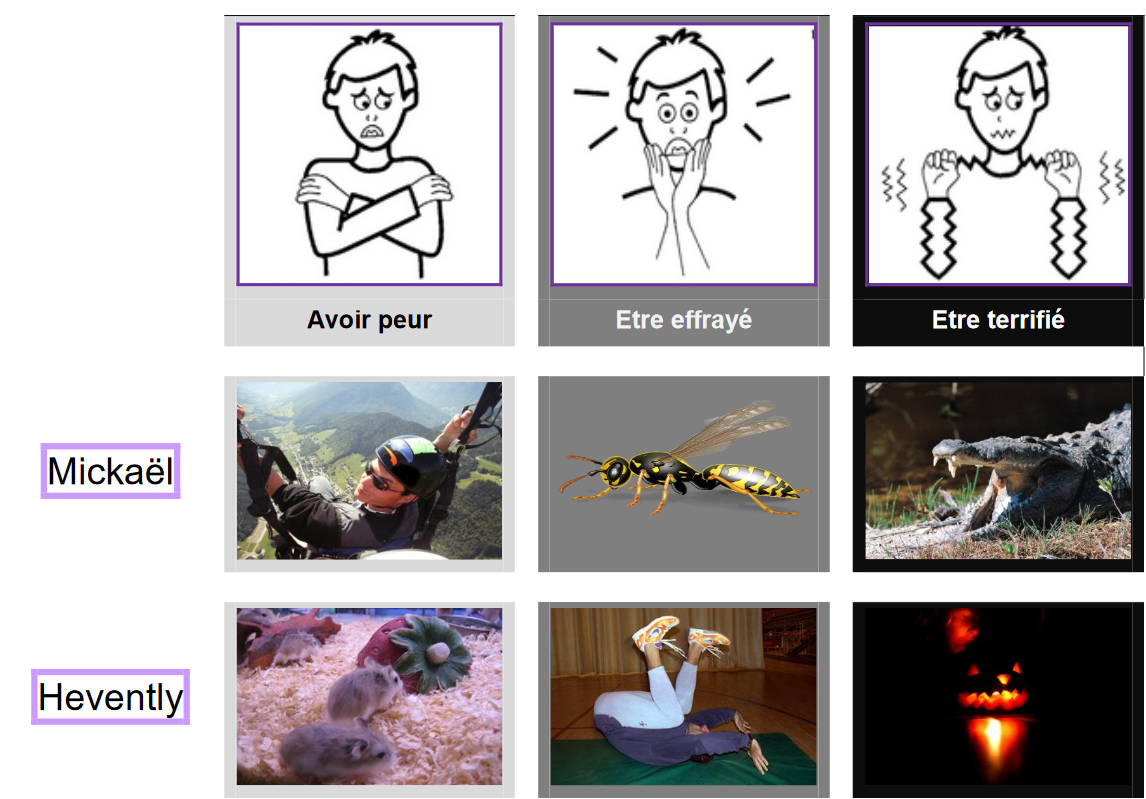 Avoir peur
Etre effrayé
Etre terrifié
Mickaël
Hevently